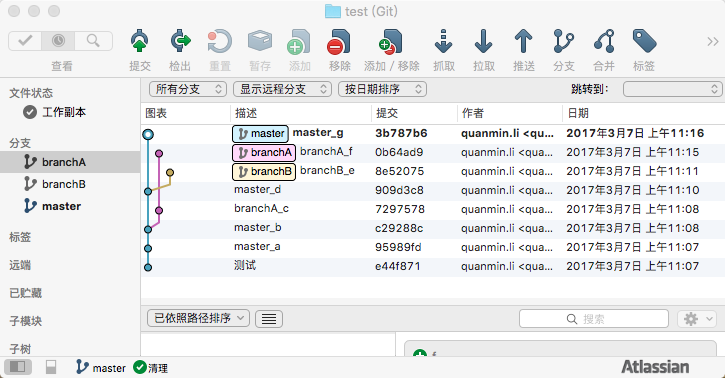 test (Git)
查看 提交 检出 重置 暂存 添加 移除 添加 / 移除 抓取 拉取 推送 分支 合并 标签
文件状态
工作副本
分支
branchA
branchB
master
标签
远端
已贮藏
子模块
子树
所有分支 显示远程分支 按日期排序 跳转到:
图表 描述 提交 作者 日期
master master_g 3b787b6 quanmin.li <qu... 2017年3月7日 上午11:16
branchA branchA_f 0b64ad9 quanmin.li <qua... 2017年3月7日 上午11:15
branchB branchB_e 8e52075 quanmin.li <qua... 2017年3月7日 上午11:11
master_d 909d3c8 quanmin.li <qua... 2017年3月7日 上午11:10
branchA_c 7297578 quanmin.li <qua... 2017年3月7日 上午11:08
master_b c29288c quanmin.li <qua... 2017年3月7日 上午11:08
master_a 95989fd quanmin.li <qua... 2017年3月7日 上午11:07
测试 e44f871 quanmin.li <qua... 2017年3月7日 上午11:07
已依照路径排序 搜索
master 清理 Atlassian